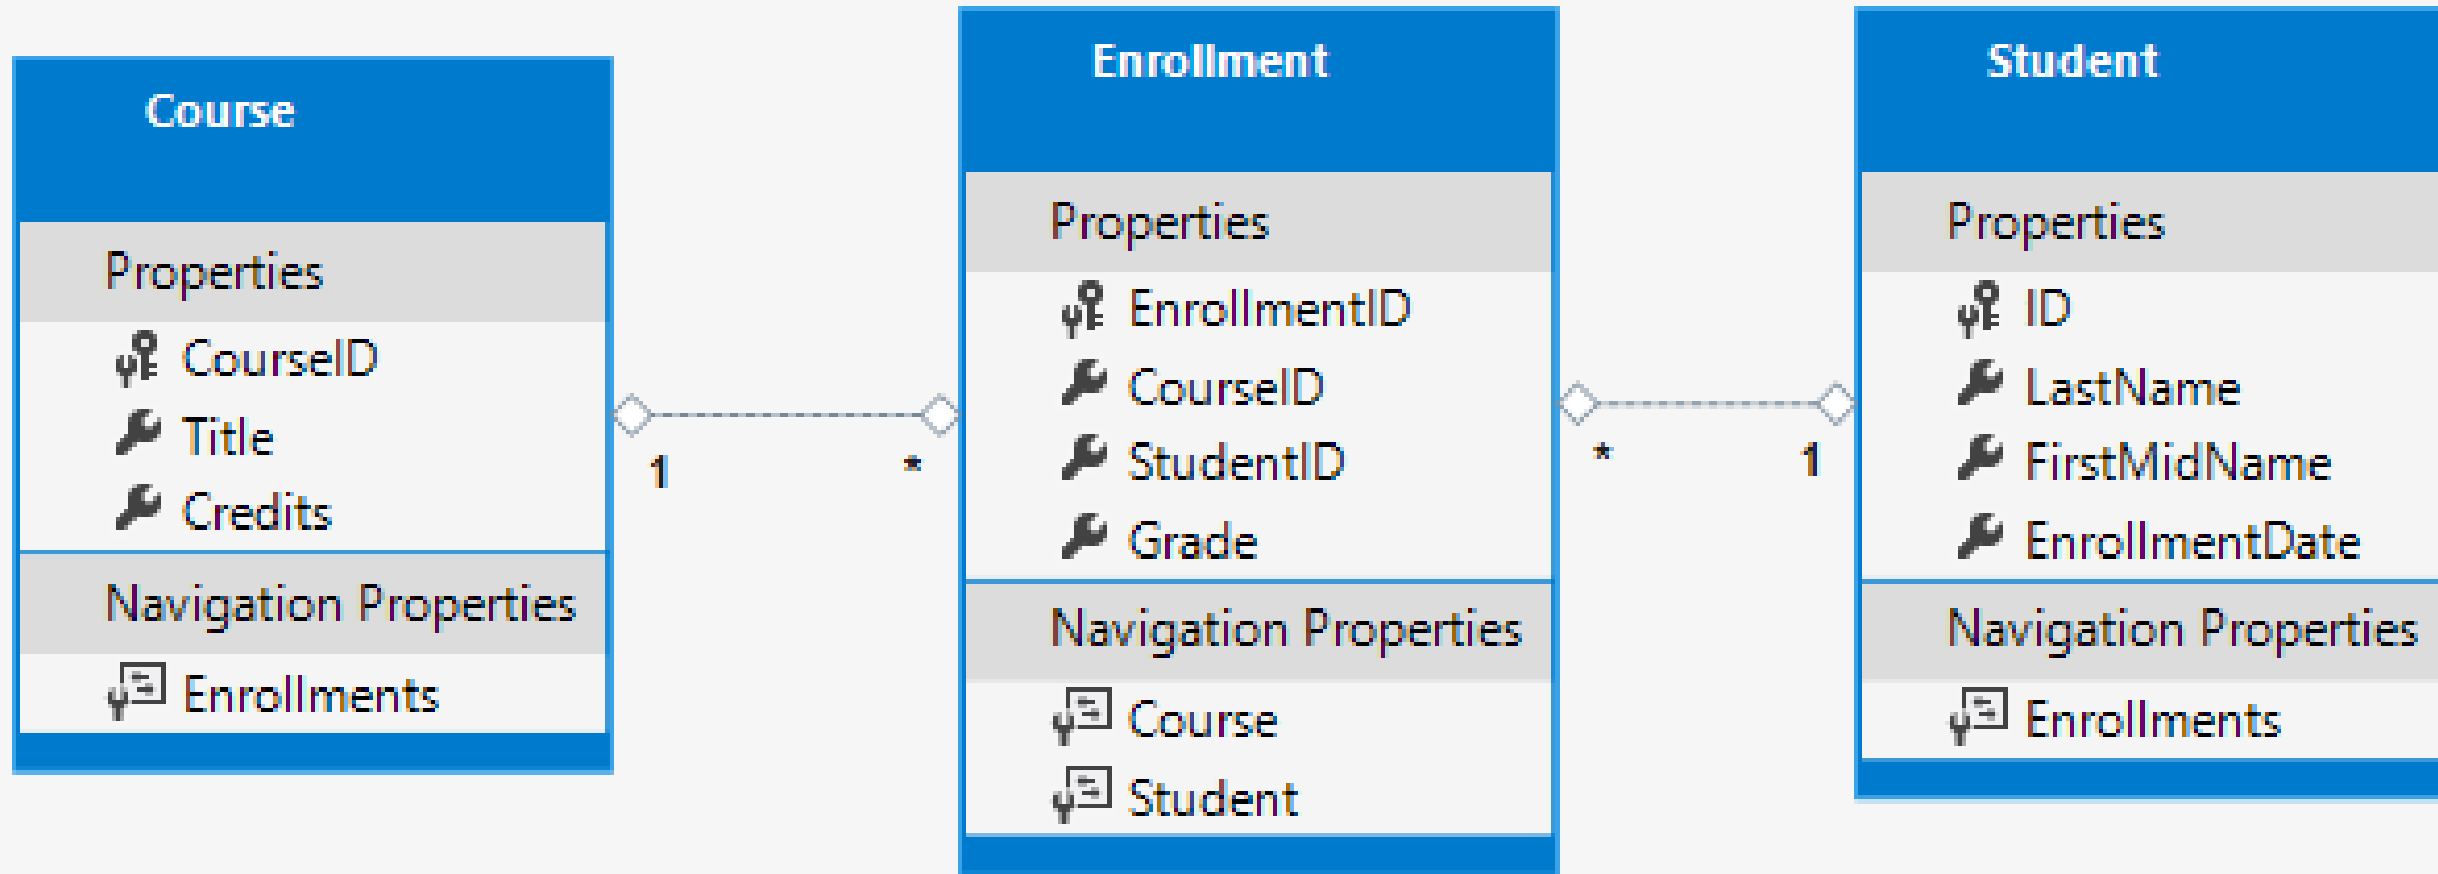 Course
Properties
CourseID
Title
Credits
Navigation Properties
Enrollments
1
*
Enrollment
Properties
EnrollmentID
CourseID
StudentID
Grade
Navigation Properties
Course
Student
*
1
Student
Properties
ID
LastName
FirstMidName
EnrollmentDate
Navigation Properties
Enrollments